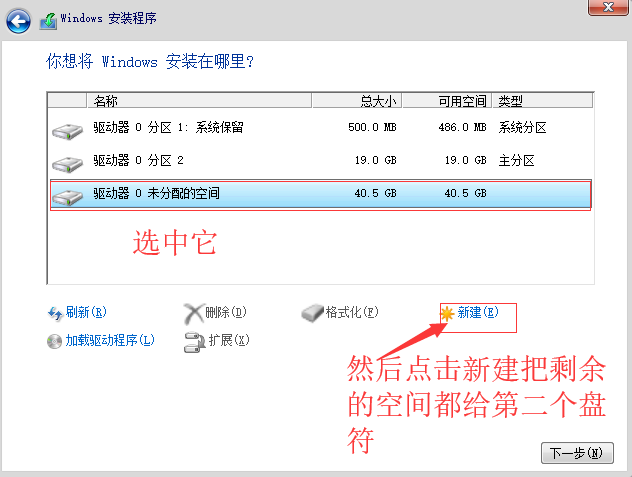 Windows 安装程序
你想将 Windows 安装在哪里?
名称 总大小 可用空间 类型
驱动器 0 分区 1: 系统保留 500.0 MB 486.0 MB 系统分区
驱动器 0 分区 2 19.0 GB 19.0 GB 主分区
驱动器 0 未分配的空间 40.5 GB 40.5 GB
选中它
刷新(R) 删除(D) 格式化(F) 新建(E)
加载驱动程序(L) 扩展(X)
然后点击新建把剩余
的空间都给第二个盘
符
下一步(N)